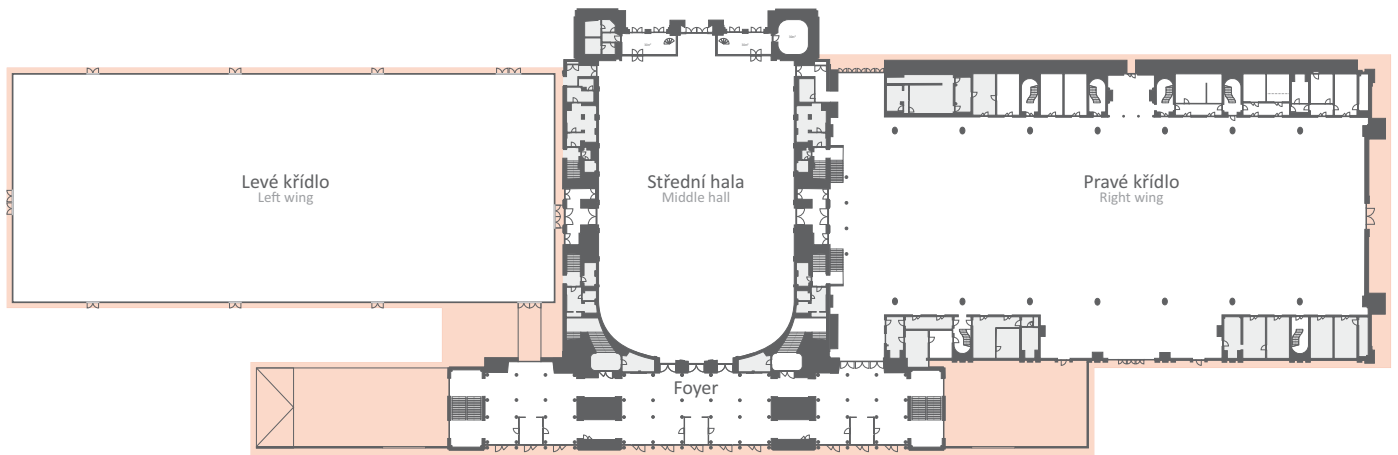 Levé křídlo
Left wing
Střední hala
Middle hall
Pravé křídlo
Right wing
Foyer